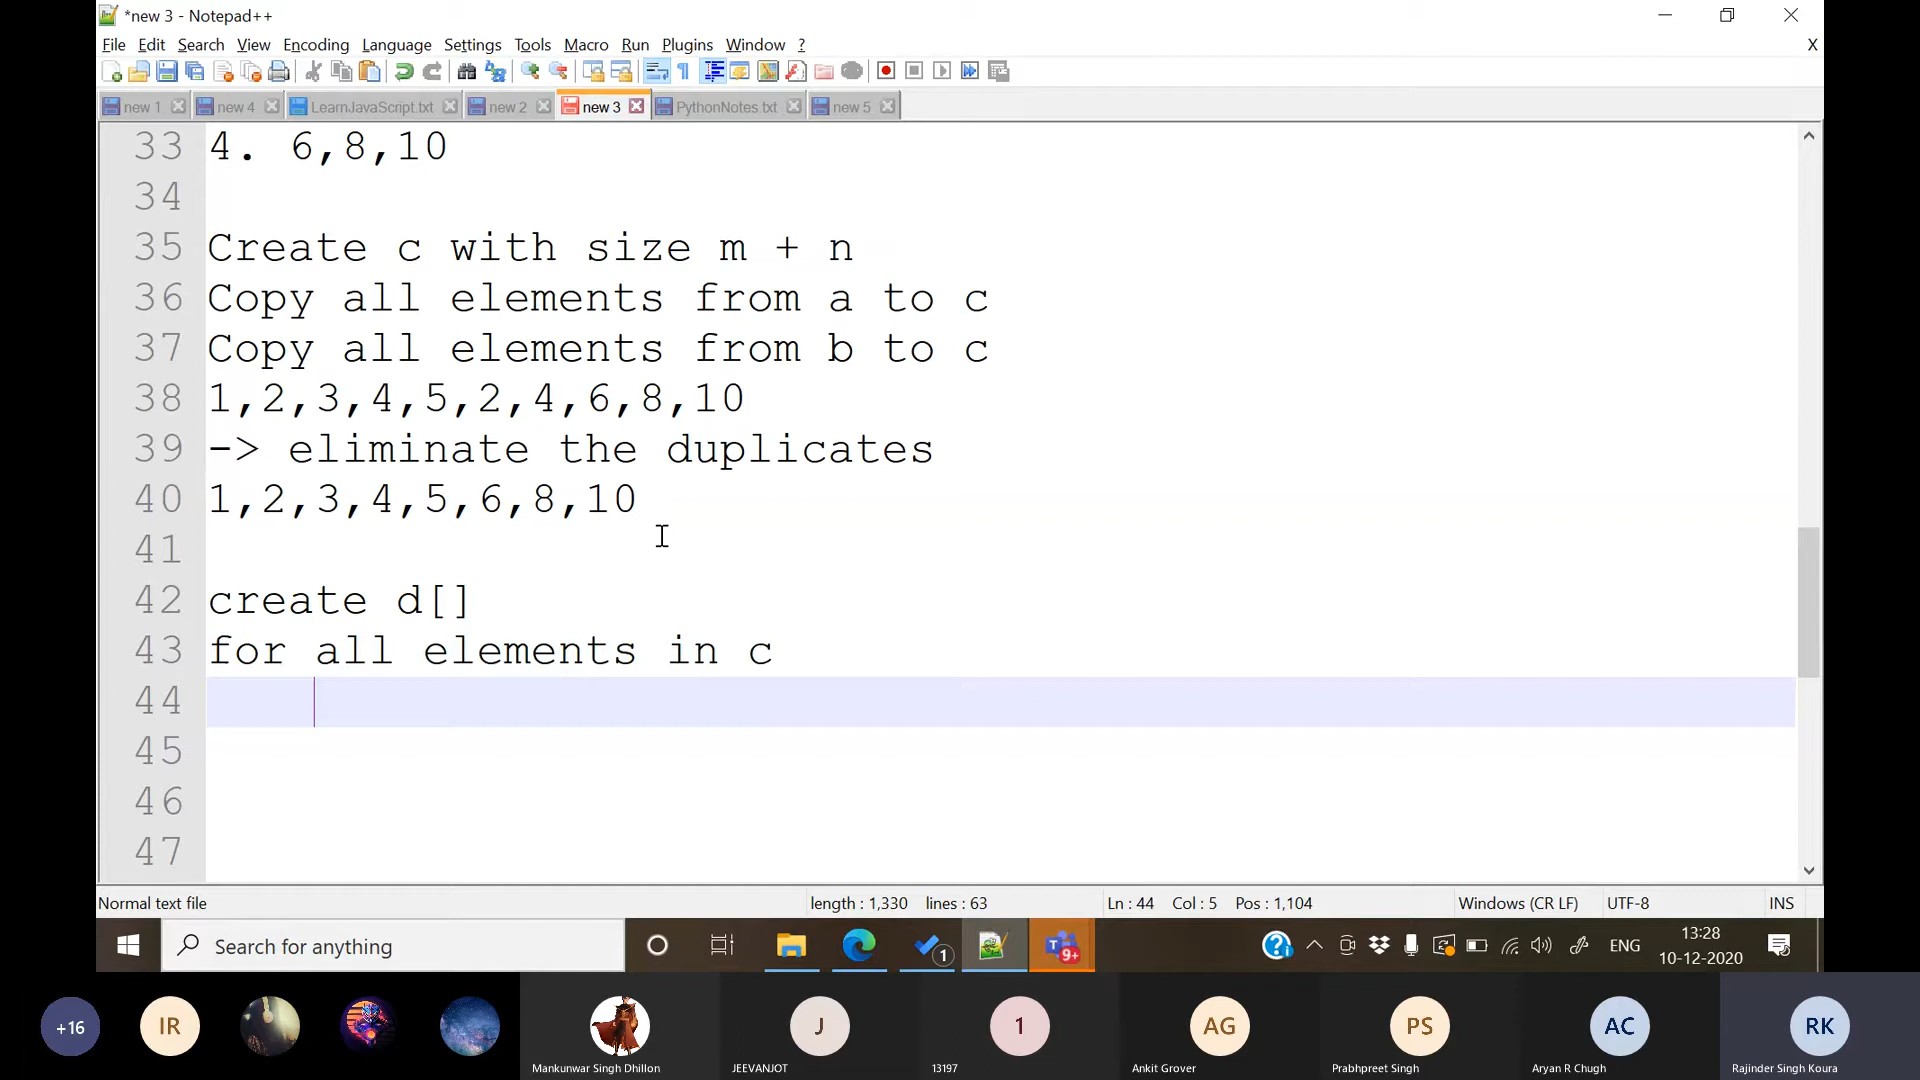 *new 3 - Notepad++
File Edit Search View Encoding Language Settings Tools Macro Run Plugins Window ?
X
new 1 new 4 LearnJavaScript.txt new 2 new 3 PythonNotes.txt new 5
33 4. 6,8,10
34
35 Create c with size m + n
36 Copy all elements from a to c
37 Copy all elements from b to c
38 1,2,3,4,5,2,4,6,8,10
39 -> eliminate the duplicates
40 1,2,3,4,5,6,8,10
41
42 create d[]
43 for all elements in c
44
45
46
47
Normal text file length : 1,330 lines : 63 Ln : 44 Col : 5 Pos : 1,104 Windows (CR LF) UTF-8 INS
Search for anything 1 9+ ENG 13:28
10-12-2020
+16 IR J 1 AG PS AC RK
Mankunwar Singh Dhillon JEEVANJOT 13197 Ankit Grover Prabhpreet Singh Aryan R Chugh Rajinder Singh Koura